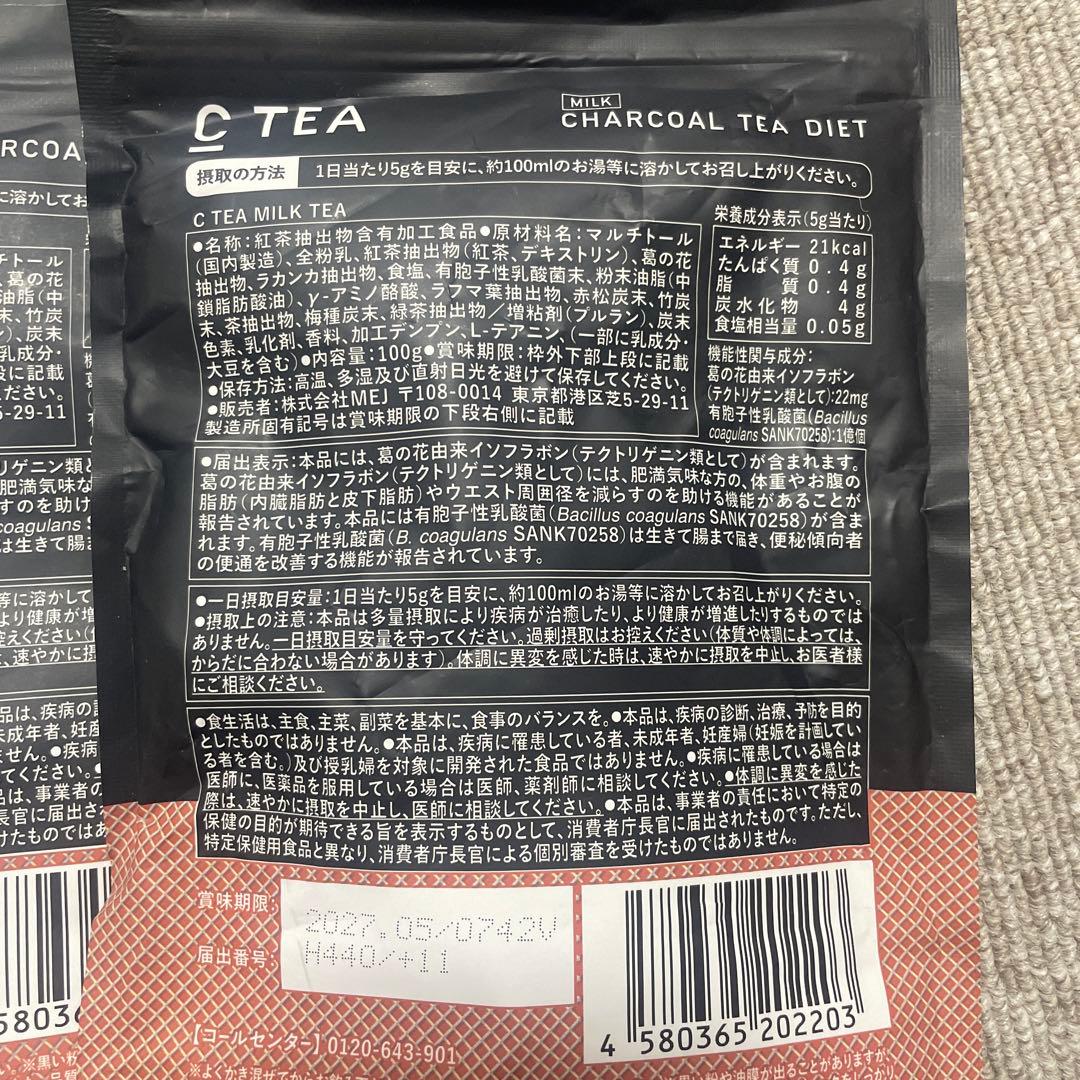 C TEA
MILK
CHARCOAL TEA DIET
摂取の方法 1日当たり5gを目安に、約100mlのお湯等に溶かしてお召し上がりください。
C TEA MILK TEA
●名称:紅茶抽出物含有加工食品●原材料名:マルチトール
(国内製造)、全粉乳、紅茶抽出物(紅茶、デキストリン)、葛の花
抽出物、ラカンカ抽出物、食塩、有胞子性乳酸菌末、粉末油脂(中
鎖脂肪酸油)、γ-アミノ酪酸、ラフマ葉抽出物、赤松炭末、竹炭
末、茶抽出物、梅種炭末、緑茶抽出物/増粘剤(プルラン)、炭末
色素、乳化剤、香料、加工デンプン、L-テアニン、(一部に乳成分・
大豆を含む)●内容量:100g●賞味期限:枠外下部上段に記載
●保存方法:高温、多湿及び直射日光を避けて保存してください。
●販売者:株式会社MEJ 〒108-0014 東京都港区芝5-29-11
製造所固有記号は賞味期限の下段右側に記載
栄養成分表示(5g当たり)
エネルギー 21kcal
たんぱく質 0.4g
脂質 0.4g
炭水化物 4g
食塩相当量 0.05g
機能性関与成分:
葛の花由来イソフラボン
(テクトリゲニン類として):22mg
有胞子性乳酸菌(Bacillus
coagulans SANK70258):1億個
●届出表示:本品には、葛の花由来イソフラボン(テクトリゲニン類として)が含まれます。
葛の花由来イソフラボン(テクトリゲニン類として)には、肥満気味な方の、体重やお腹の
脂肪(内臓脂肪と皮下脂肪)やウエスト周囲径を減らすのを助ける機能があることが
報告されています。本品には有胞子性乳酸菌(Bacillus coagulans SANK70258)が含ま
れます。有胞子性乳酸菌(B. coagulans SANK70258)は生きて腸まで届き、便秘傾向者
の便通を改善する機能が報告されています。
●一日摂取目安量:1日当たり5gを目安に、約100mlのお湯等に溶かしてお召し上がりください。
●摂取上の注意:本品は多量摂取により疾病が治癒したり、より健康が増進したりするものでは
ありません。一日摂取目安量を守ってください。過剰摂取はお控えください(体質や体調によっては、
からだに合わない場合があります)。体調に異変を感じた時は、速やかに摂取を中止し、お医者様
にご相談ください。
●食生活は、主食、主菜、副菜を基本に、食事のバランスを。●本品は、疾病の診断、治療、予防を目的
としたものではありません。●本品は、疾病に罹患している者、未成年者、妊産婦(妊娠を計画してい
る者を含む。)及び授乳婦を対象に開発された食品ではありません。●疾病に罹患している場合は
医師に、医薬品を服用している場合は医師、薬剤師に相談してください。●体調に異変を感じた
際は、速やかに摂取を中止し、医師に相談してください。●本品は、事業者の責任において特定の
保健の目的が期待できる旨を表示するものとして、消費者庁長官に届出されたものです。ただし、
特定保健用食品と異なり、消費者庁長官による個別審査を受けたものではありません。
賞味期限: 2027.05/0742V
届出番号: H440/+11
4 580365 202203
【コールセンター】0120-643-901